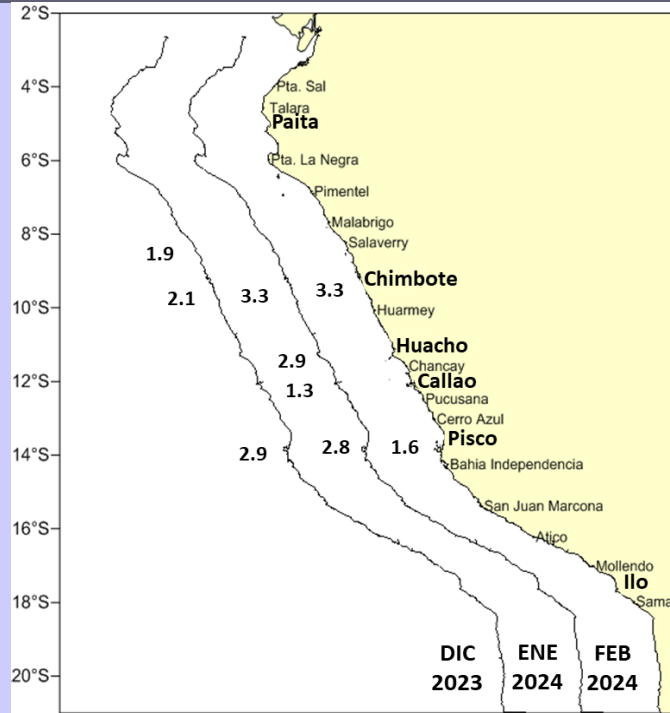 2°S
4°S
Pta. Sal
Talara
Paita
6°S
Pta. La Negra
Pimentel
Malabrigo
8°S
Salaverry
1.9
Chimbote
3.3
3.3
2.1
10°S
Huarmey
Huacho
2.9
Chancay
12°S
Callao
1.3
Pucusana
Cerro Azul
Pisco
2.8
1.6
14°S
2.9
Bahia Independencia
San Juan Marcona
16°S
Atico
Mollendo
Ilo
18°S
Sama
DIC ENE FEB
2023 2024 2024
20°S